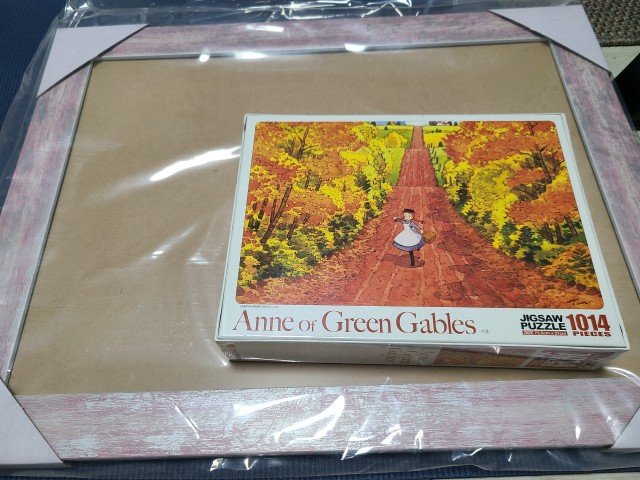 Anne of Green Gables
JIGSAW
PUZZLE
1014
PIECES